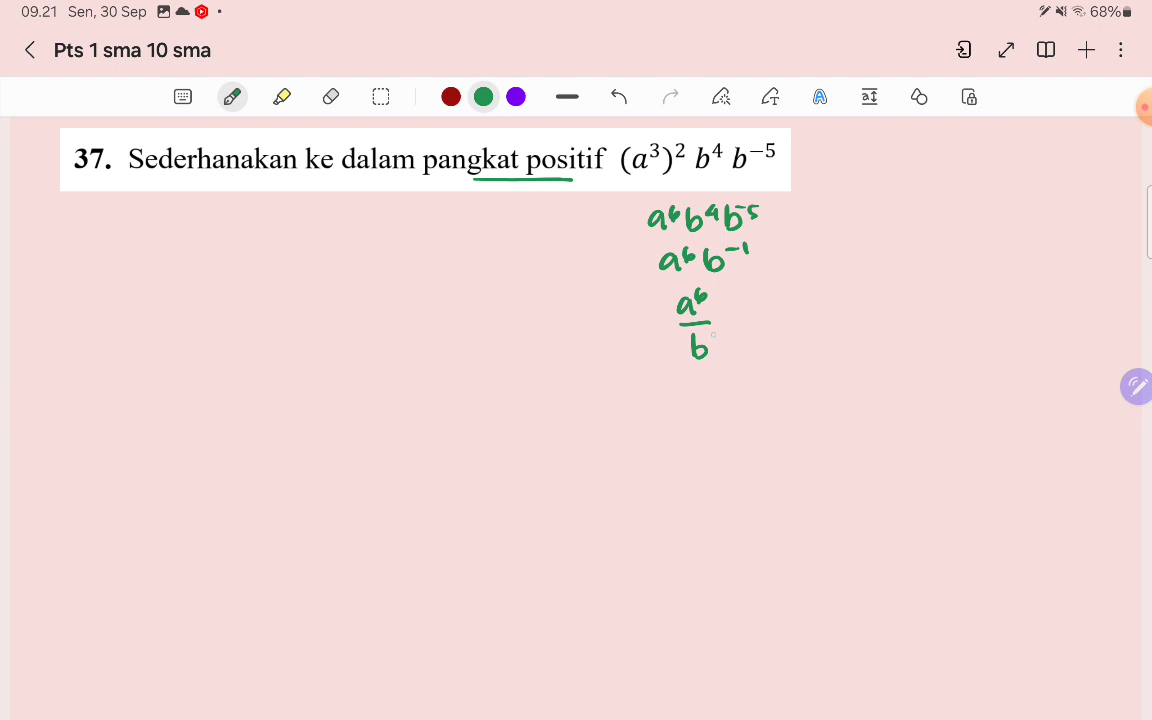 09.21 Sen, 30 Sep
68%
Pts 1 sma 10 sma
37. Sederhanakan ke dalam pangkat positif (a³)² b⁴ b⁻⁵
a⁶b⁴b⁻⁵
a⁶b⁻¹
a⁶
b